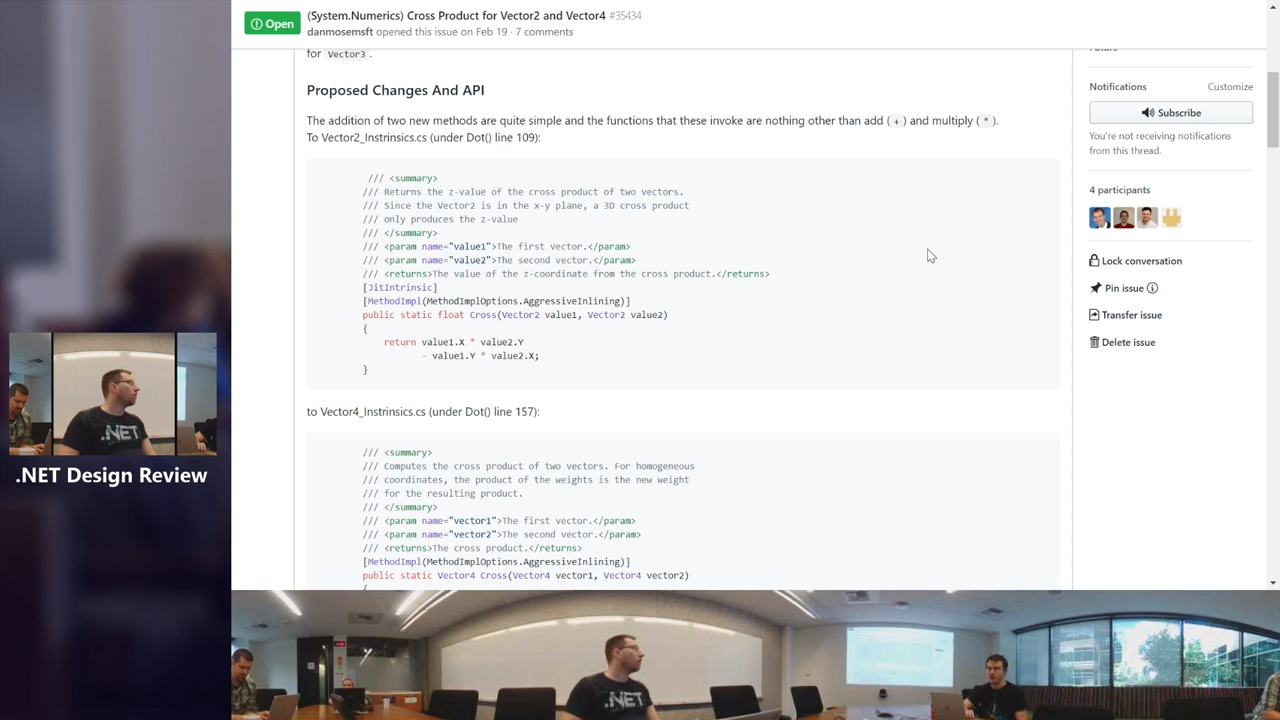 Open
(System.Numerics) Cross Product for Vector2 and Vector4 #35434
danmosemsft opened this issue on Feb 19 · 7 comments
for Vector3 .
Proposed Changes And API
The addition of two new methods are quite simple and the functions that these invoke are nothing other than add ( + ) and multiply ( * ).
To Vector2_Instrinsics.cs (under Dot() line 109):
/// <summary>
/// Returns the z-value of the cross product of two vectors.
/// Since the Vector2 is in the x-y plane, a 3D cross product
/// only produces the z-value
/// </summary>
/// <param name="value1">The first vector.</param>
/// <param name="value2">The second vector.</param>
/// <returns>The value of the z-coordinate from the cross product.</returns>
[JitIntrinsic]
[MethodImpl(MethodImplOptions.AggressiveInlining)]
public static float Cross(Vector2 value1, Vector2 value2)
{
return value1.X * value2.Y
- value1.Y * value2.X;
}
to Vector4_Instrinsics.cs (under Dot() line 157):
/// <summary>
/// Computes the cross product of two vectors. For homogeneous
/// coordinates, the product of the weights is the new weight
/// for the resulting product.
/// </summary>
/// <param name="vector1">The first vector.</param>
/// <param name="vector2">The second vector.</param>
/// <returns>The cross product.</returns>
[MethodImpl(MethodImplOptions.AggressiveInlining)]
public static Vector4 Cross(Vector4 vector1, Vector4 vector2)
{
Notifications
Customize
Subscribe
You're not receiving notifications
from this thread.
4 participants
Lock conversation
Pin issue
Transfer issue
Delete issue
.NET
.NET Design Review
.NET